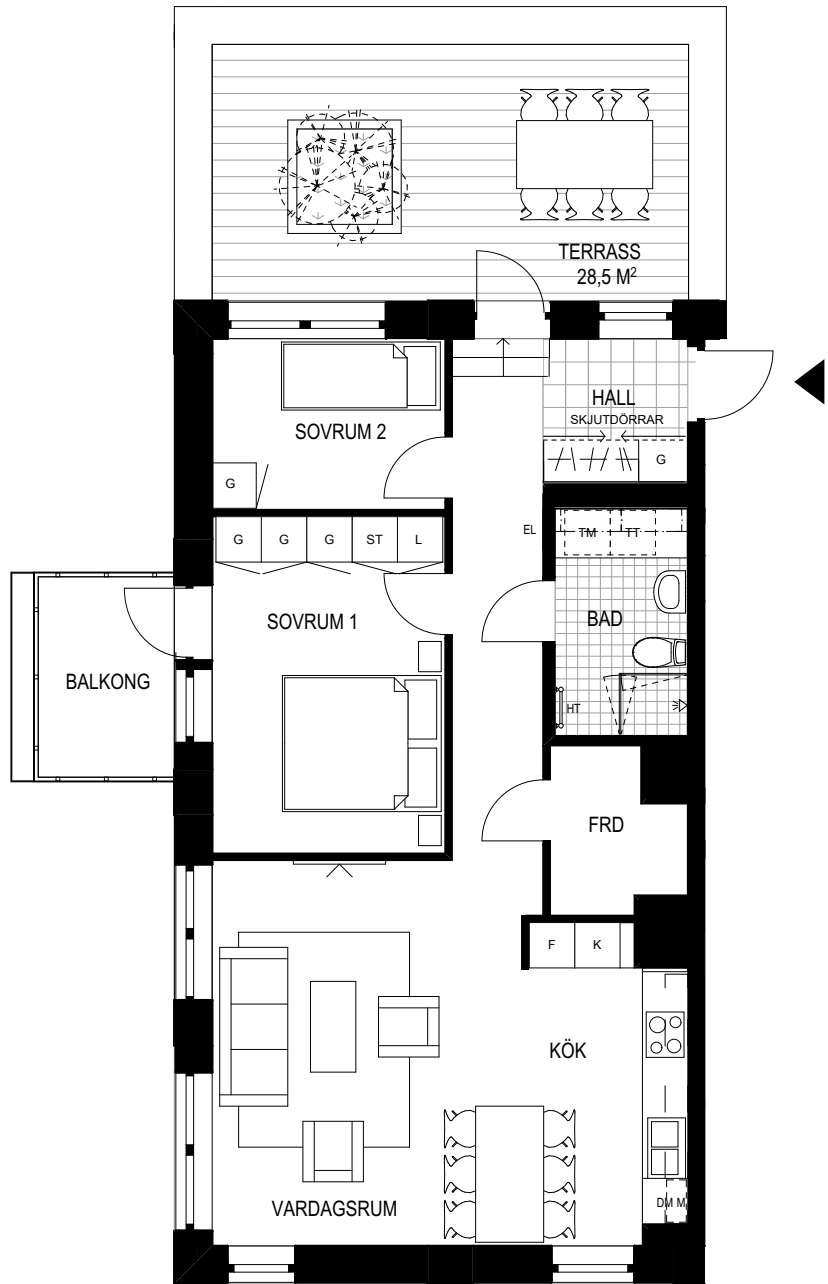 TERRASS
28,5 M²
HALL
SKJUTDÖRRAR
G
SOVRUM 2
G
G G G ST L
EL
TM TT
SOVRUM 1
BAD
BALKONG
HT
FRD
F K
KÖK
VARDAGSRUM
DM M